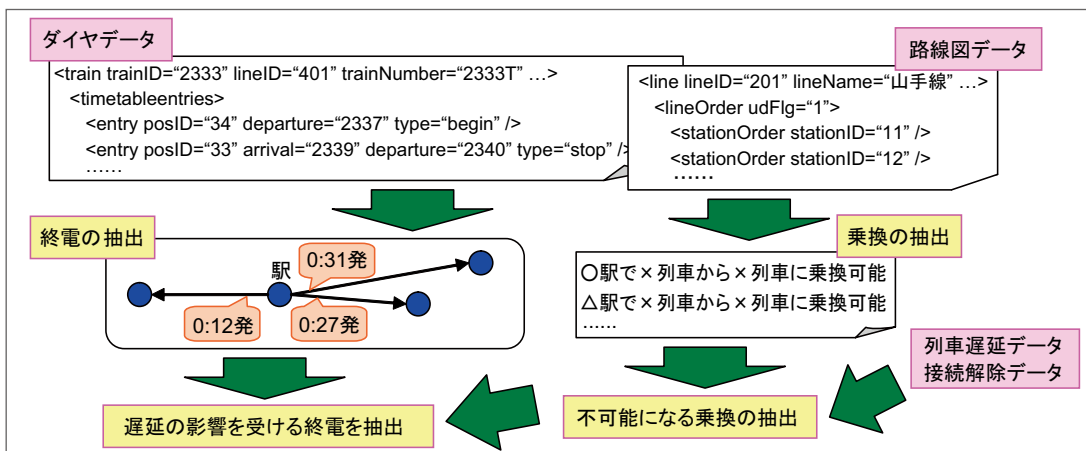 ダイヤデータ
<train trainID=“2333” lineID=“401” trainNumber=“2333T” …>
<timetableentries>
<entry posID=“34” departure=“2337” type=“begin” />
<entry posID=“33” arrival=“2339” departure=“2340” type=“stop” />
……
路線図データ
<line lineID=“201” lineName=“山手線” …>
<lineOrder udFlg=“1”>
<stationOrder stationID=“11” />
<stationOrder stationID=“12” />
……
終電の抽出
駅
0:31発
0:12発
0:27発
乗換の抽出
〇駅で×列車から×列車に乗換可能
△駅で×列車から×列車に乗換可能
……
列車遅延データ
接続解除データ
遅延の影響を受ける終電を抽出
不可能になる乗換の抽出